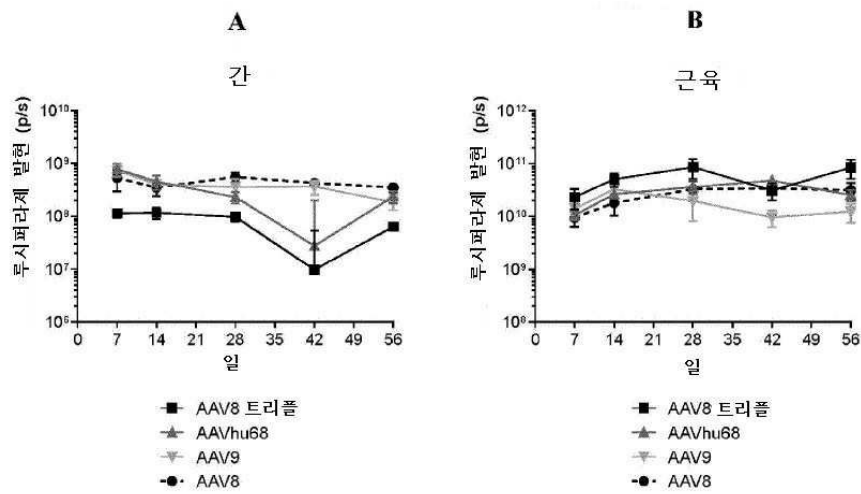 A
간
루시퍼라제 발현 (p/s)
10¹⁰
10⁹
10⁸
10⁷
10⁶
0 7 14 21 28 35 42 49 56
일
AAV8 트리플
AAVhu68
AAV9
AAV8
B
근육
루시퍼라제 발현 (p/s)
10¹²
10¹¹
10¹⁰
10⁹
10⁸
0 7 14 21 28 35 42 49 56
일
AAV8 트리플
AAVhu68
AAV9
AAV8